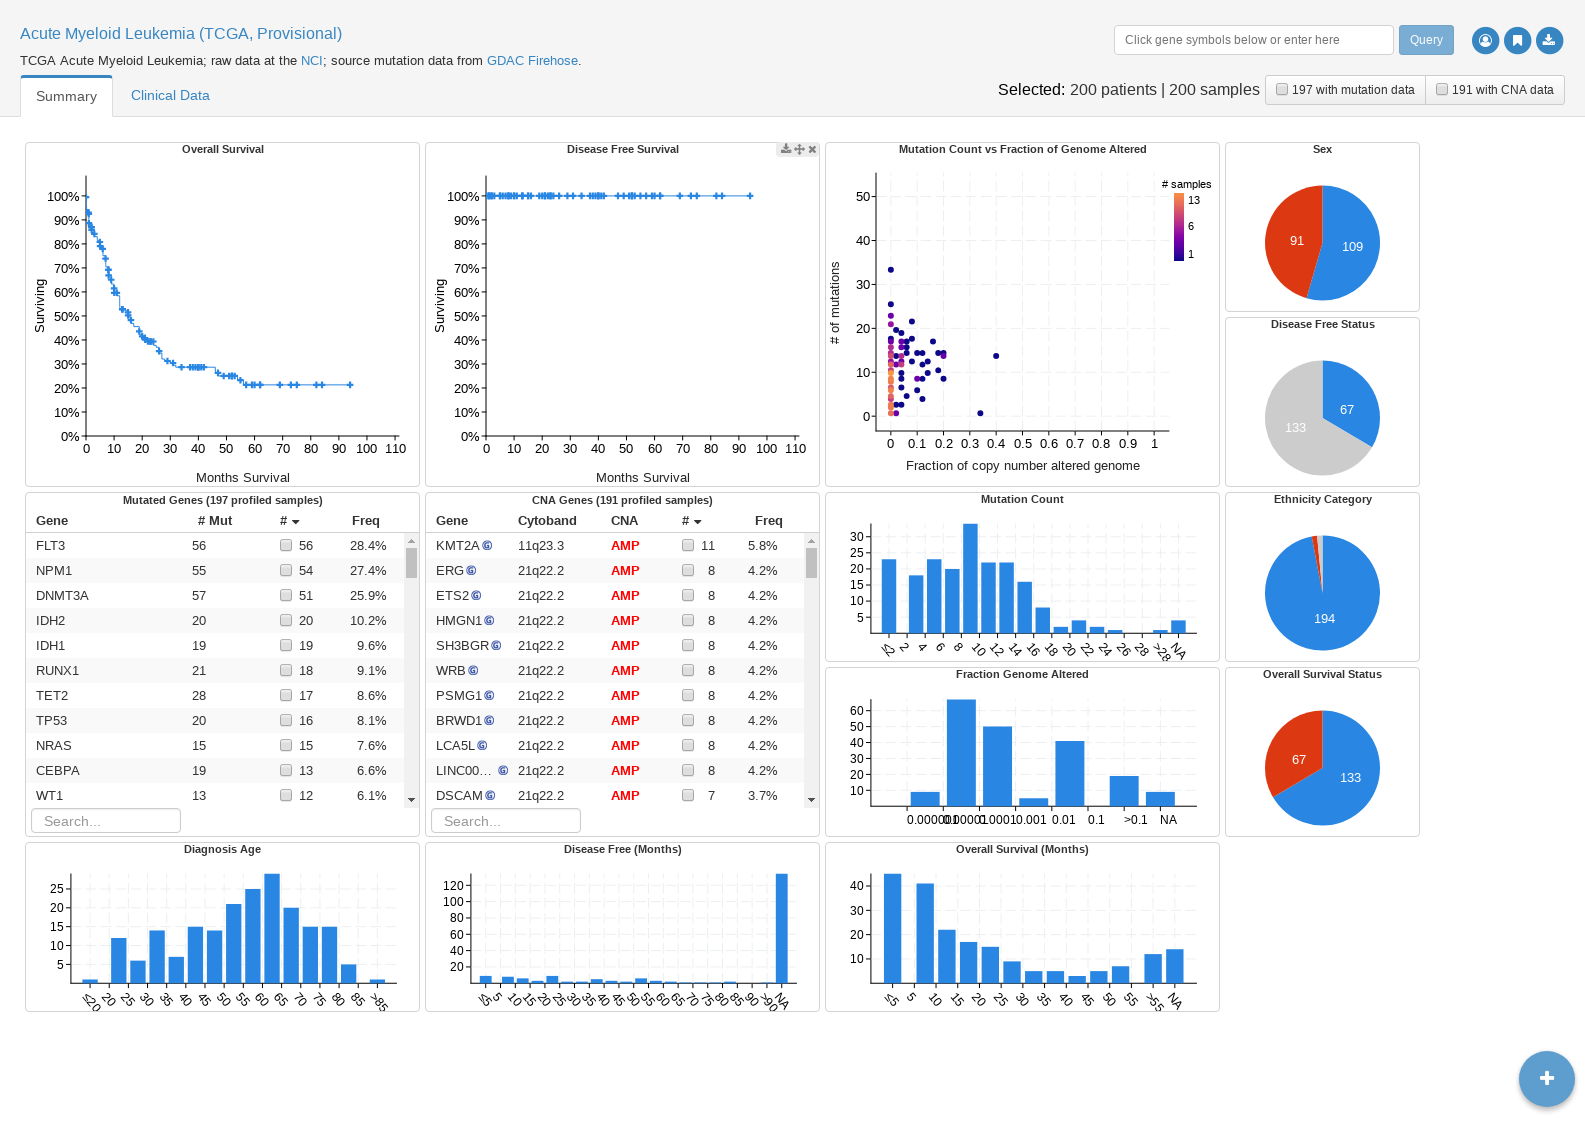 Acute Myeloid Leukemia (TCGA, Provisional)
Click gene symbols below or enter here
Query
TCGA Acute Myeloid Leukemia; raw data at the NCI; source mutation data from GDAC Firehose.
Summary
Clinical Data
Selected: 200 patients | 200 samples
197 with mutation data
191 with CNA data
Overall Survival
100%
90%
80%
70%
60%
50%
40%
30%
20%
10%
0%
Surviving
0 10 20 30 40 50 60 70 80 90 100 110
Months Survival
Disease Free Survival
100%
90%
80%
70%
60%
50%
40%
30%
20%
10%
0%
Surviving
0 10 20 30 40 50 60 70 80 90 100 110
Months Survival
Mutation Count vs Fraction of Genome Altered
# samples
13
6
1
50
40
30
20
10
0
# of mutations
0 0.1 0.2 0.3 0.4 0.5 0.6 0.7 0.8 0.9 1
Fraction of copy number altered genome
Sex
91
109
Disease Free Status
67
133
Mutated Genes (197 profiled samples)
Gene # Mut # Freq
FLT3 56 56 28.4%
NPM1 55 54 27.4%
DNMT3A 57 51 25.9%
IDH2 20 20 10.2%
IDH1 19 19 9.6%
RUNX1 21 18 9.1%
TET2 28 17 8.6%
TP53 20 16 8.1%
NRAS 15 15 7.6%
CEBPA 19 13 6.6%
WT1 13 12 6.1%
Search...
CNA Genes (191 profiled samples)
Gene Cytoband CNA # Freq
KMT2A G 11q23.3 AMP 11 5.8%
ERG G 21q22.2 AMP 8 4.2%
ETS2 G 21q22.2 AMP 8 4.2%
HMGN1 G 21q22.2 AMP 8 4.2%
SH3BGR G 21q22.2 AMP 8 4.2%
WRB G 21q22.2 AMP 8 4.2%
PSMG1 G 21q22.2 AMP 8 4.2%
BRWD1 G 21q22.2 AMP 8 4.2%
LCA5L G 21q22.2 AMP 8 4.2%
LINC00... G 21q22.2 AMP 8 4.2%
DSCAM G 21q22.2 AMP 7 3.7%
Search...
Mutation Count
30
25
20
15
10
5
≤2 2 4 6 8 10 12 14 16 18 20 22 24 26 28 >28 NA
Ethnicity Category
194
Fraction Genome Altered
60
50
40
30
20
10
0.000001 0.00001 0.0001 0.001 0.01 0.1 >0.1 NA
Overall Survival Status
67
133
Diagnosis Age
25
20
15
10
5
≤20 20 25 30 35 40 45 50 55 60 65 70 75 80 85 >85
Disease Free (Months)
120
100
80
60
40
20
≤5 5 10 15 20 25 30 35 40 45 50 55 60 65 70 75 80 85 90 >90 NA
Overall Survival (Months)
40
30
20
10
≤5 5 10 15 20 25 30 35 40 45 50 55 >55 NA